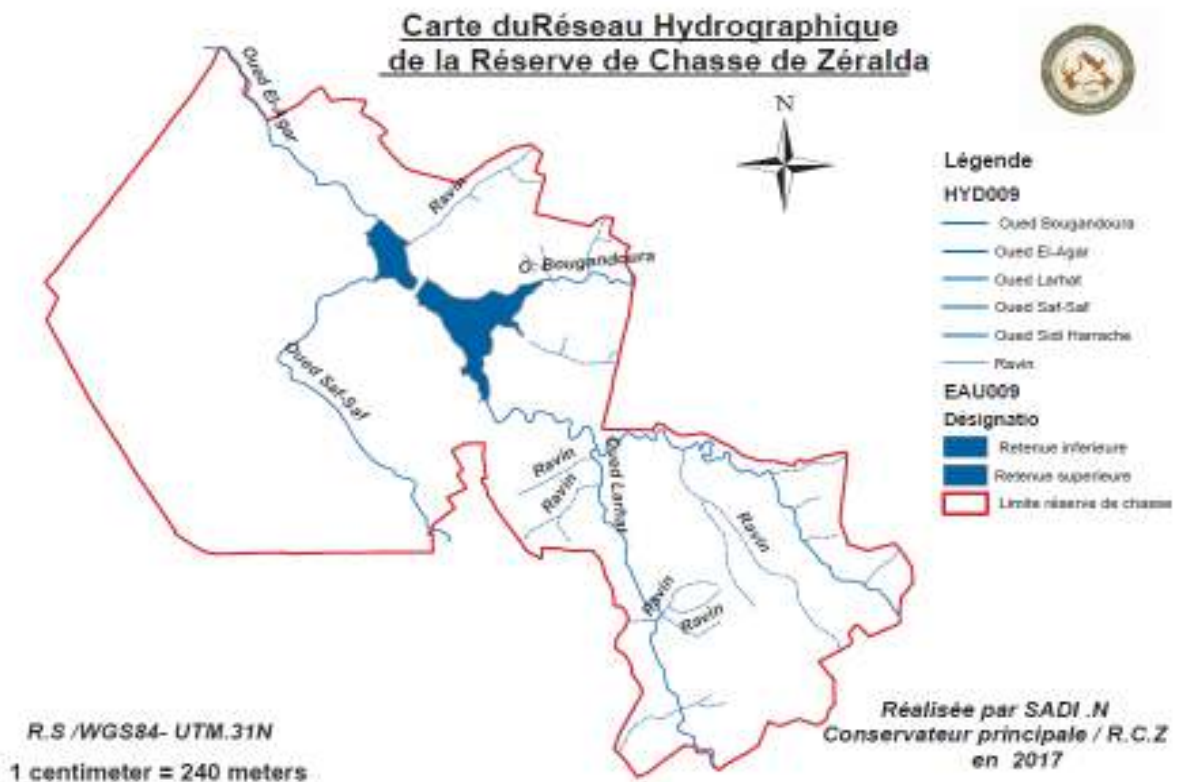 Carte duRéseau Hydrographique
de la Réserve de Chasse de Zéralda
N
Oued El-Agar
Ravin
O. Bougandoura
Oued Saf-Saf
Ravin
Ravin
Oued Larhat
Ravin
Ravin
Ravin
Légende
HYD009
Oued Bougandoura
Oued El-Agar
Oued Larhat
Oued Saf-Saf
Oued Sidi Harrache
Ravin
EAU009
Désignatio
Retenue inferieure
Retenue superieure
Limite réserve de chasse
R.S /WGS84- UTM.31N
1 centimeter = 240 meters
Réalisée par SADI .N
Conservateur principale / R.C.Z
en 2017